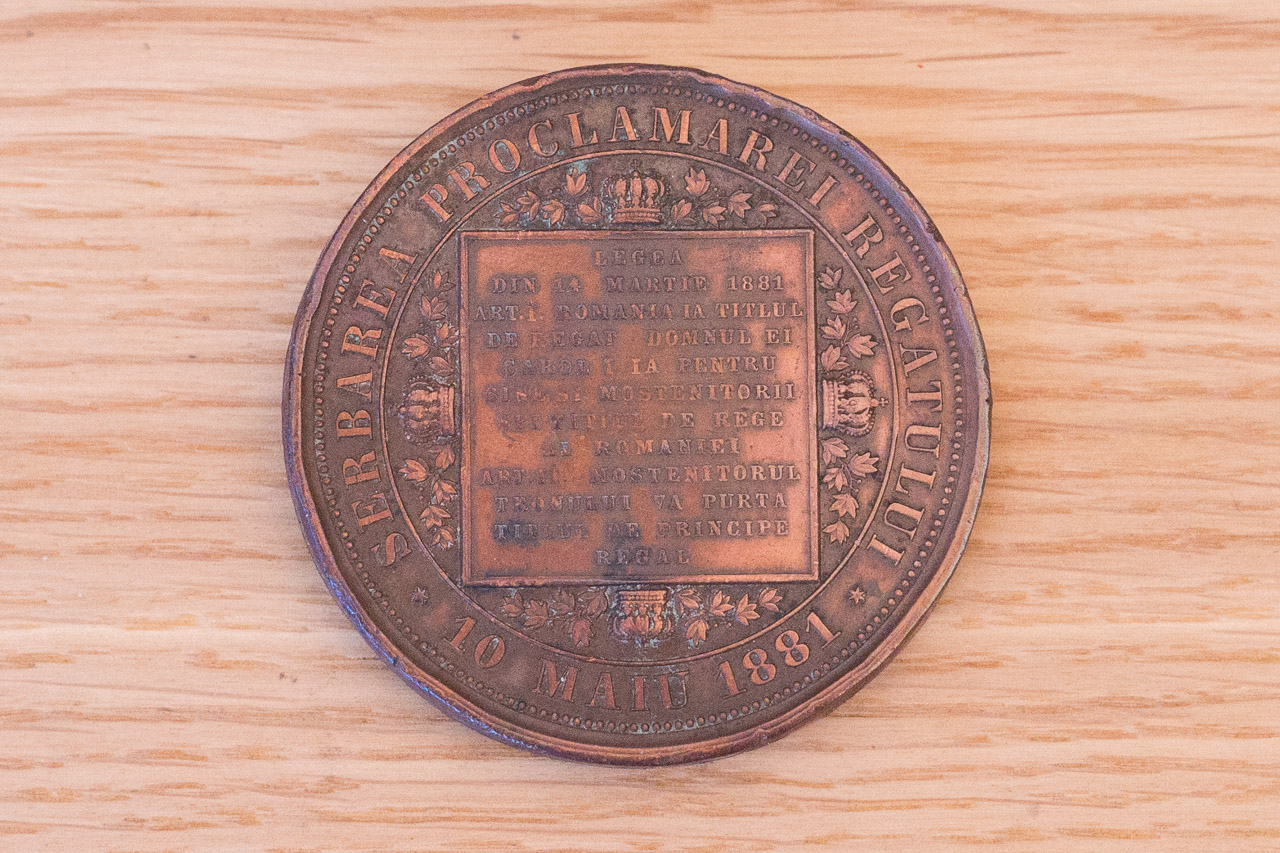 SERBAREA PROCLAMAREI REGATULUI
10 MAIŬ 1881
LEGEA
DIN 14 MARTIE 1881
ART.I. ROMANIA IA TITLUL
DE REGAT DOMNUL EI
CAROL I IA PENTRU
SINE SI MOSTENITORII
SEI TITLUL DE REGE
AL ROMANIEI
ART.II. MOSTENITORUL
TRONULUI VA PURTA
TITLUL DE PRINCIPE
REGAL